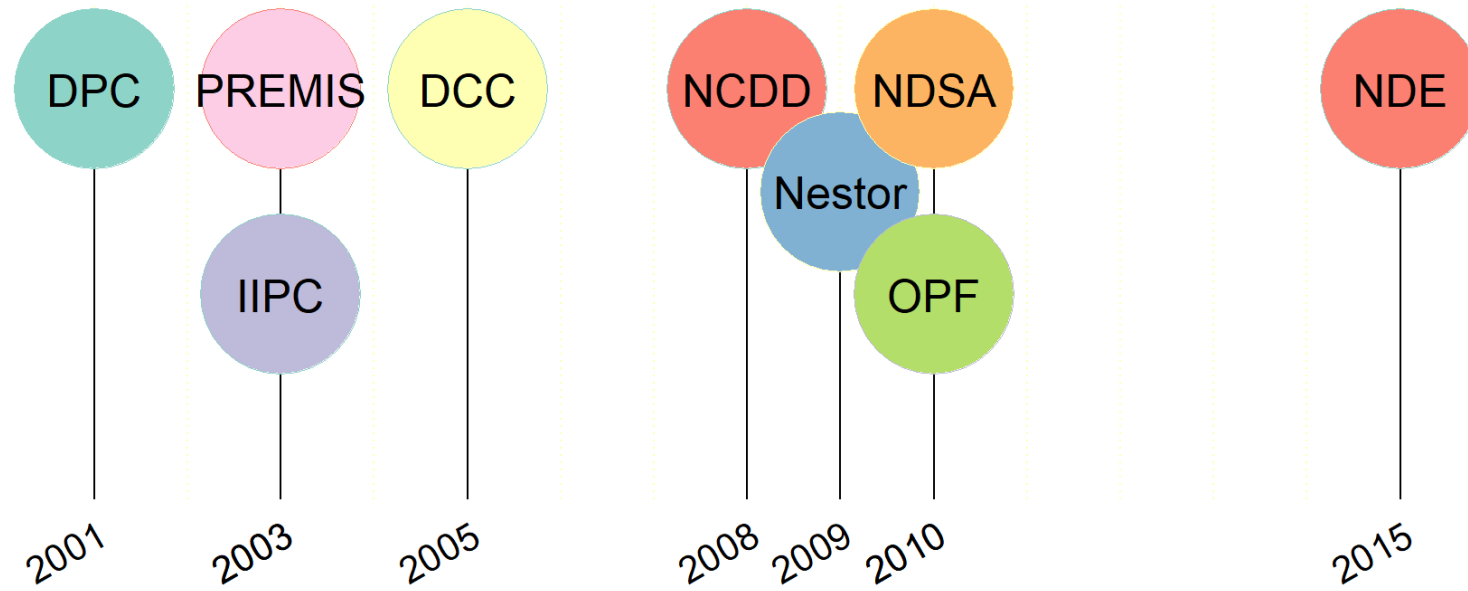 DPC
PREMIS
DCC
NCDD
NDSA
NDE
Nestor
IIPC
OPF
2001
2003
2005
2008
2009
2010
2015